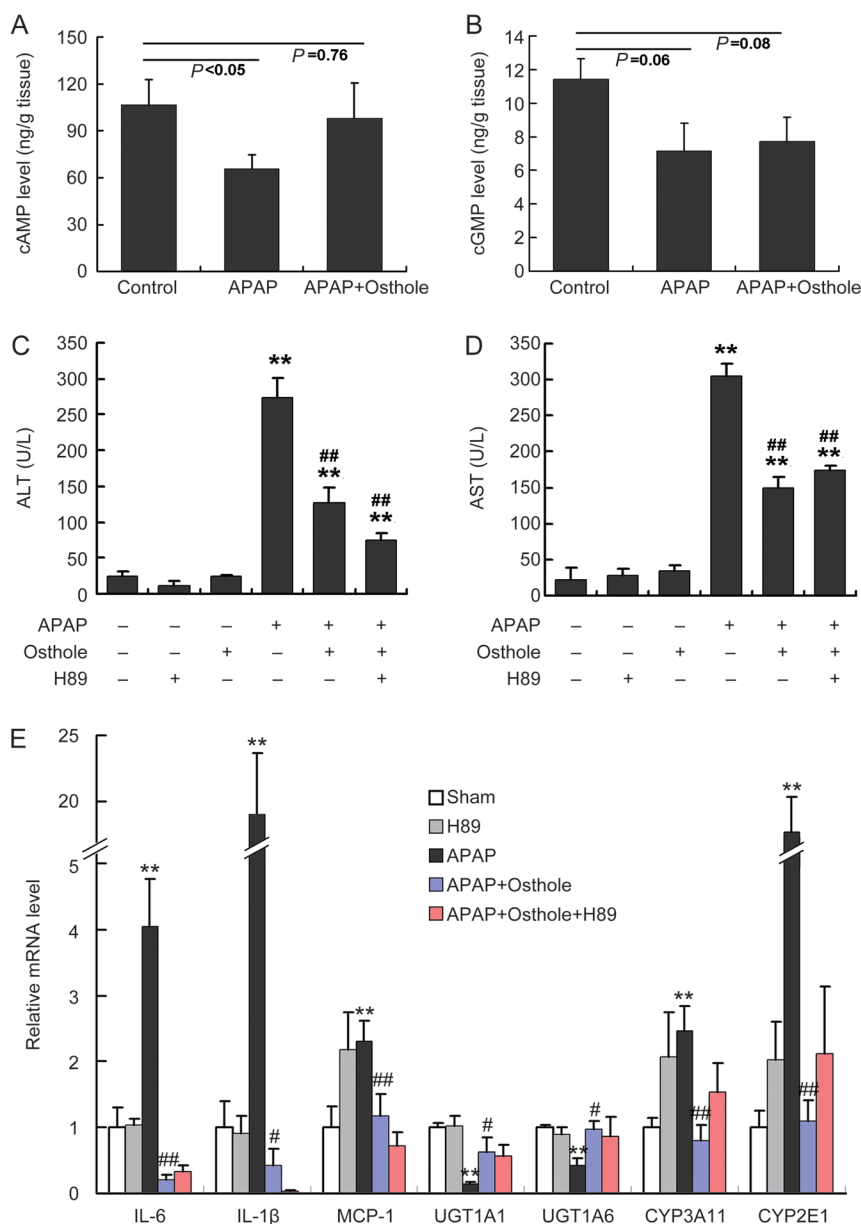 A
cAMP level (ng/g tissue)
150
120
90
60
30
0
P<0.05
P=0.76
Control APAP APAP+Osthole
B
cGMP level (ng/g tissue)
14
12
10
8
6
4
2
0
P=0.06
P=0.08
Control APAP APAP+Osthole
C
ALT (U/L)
350
300
250
200
150
100
50
0
**
##
**
##
**
APAP – – – + + +
Osthole – – + – + +
H89 – + – – – +
D
AST (U/L)
350
300
250
200
150
100
50
0
**
##
**
##
**
APAP – – – + + +
Osthole – – + – + +
H89 – + – – – +
E
Relative mRNA level
25
20
5
4
3
2
1
0
Sham
H89
APAP
APAP+Osthole
APAP+Osthole+H89
**
##
**
#
**
##
**
#
**
#
**
##
**
##
IL-6 IL-1β MCP-1 UGT1A1 UGT1A6 CYP3A11 CYP2E1